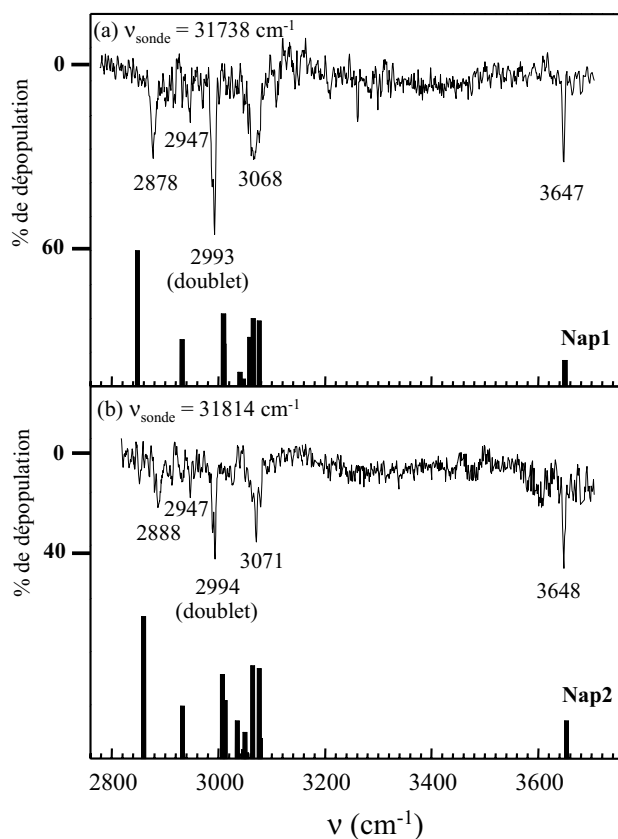 (a) νsonde = 31738 cm⁻¹
0
2947
2878
3068
3647
60
2993
(doublet)
Nap1
% de dépopulation
(b) νsonde = 31814 cm⁻¹
0
2947
2888
3071
40
2994
(doublet)
3648
Nap2
% de dépopulation
2800 3000 3200 3400 3600
ν (cm⁻¹)